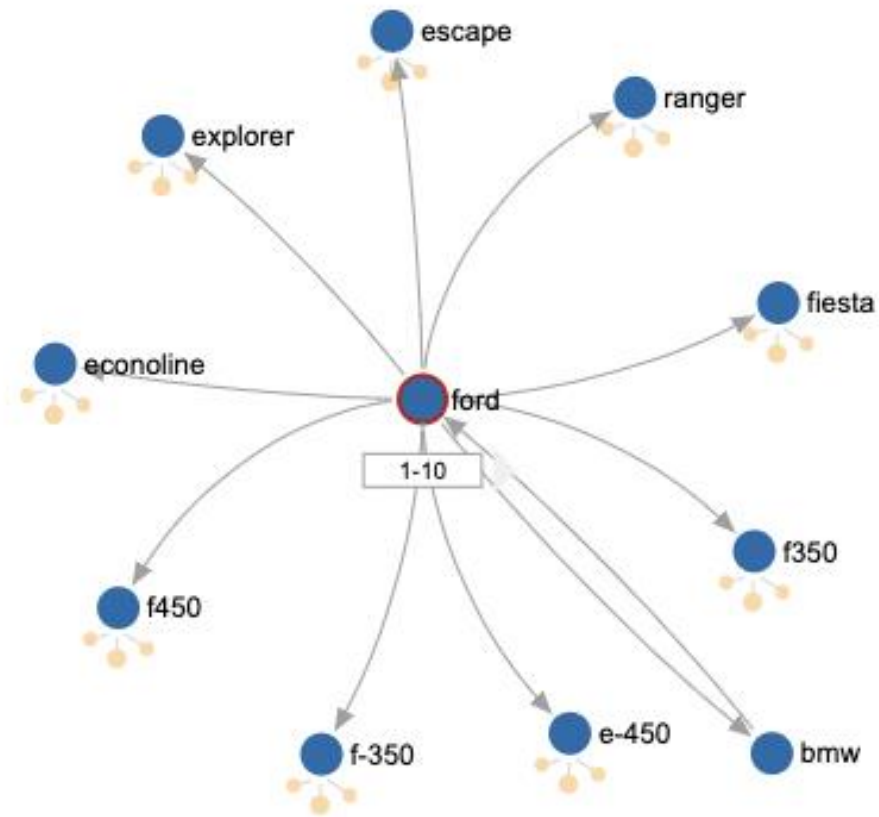 escape
ranger
explorer
fiesta
econoline
ford
1-10
f350
f450
e-450
f-350
bmw